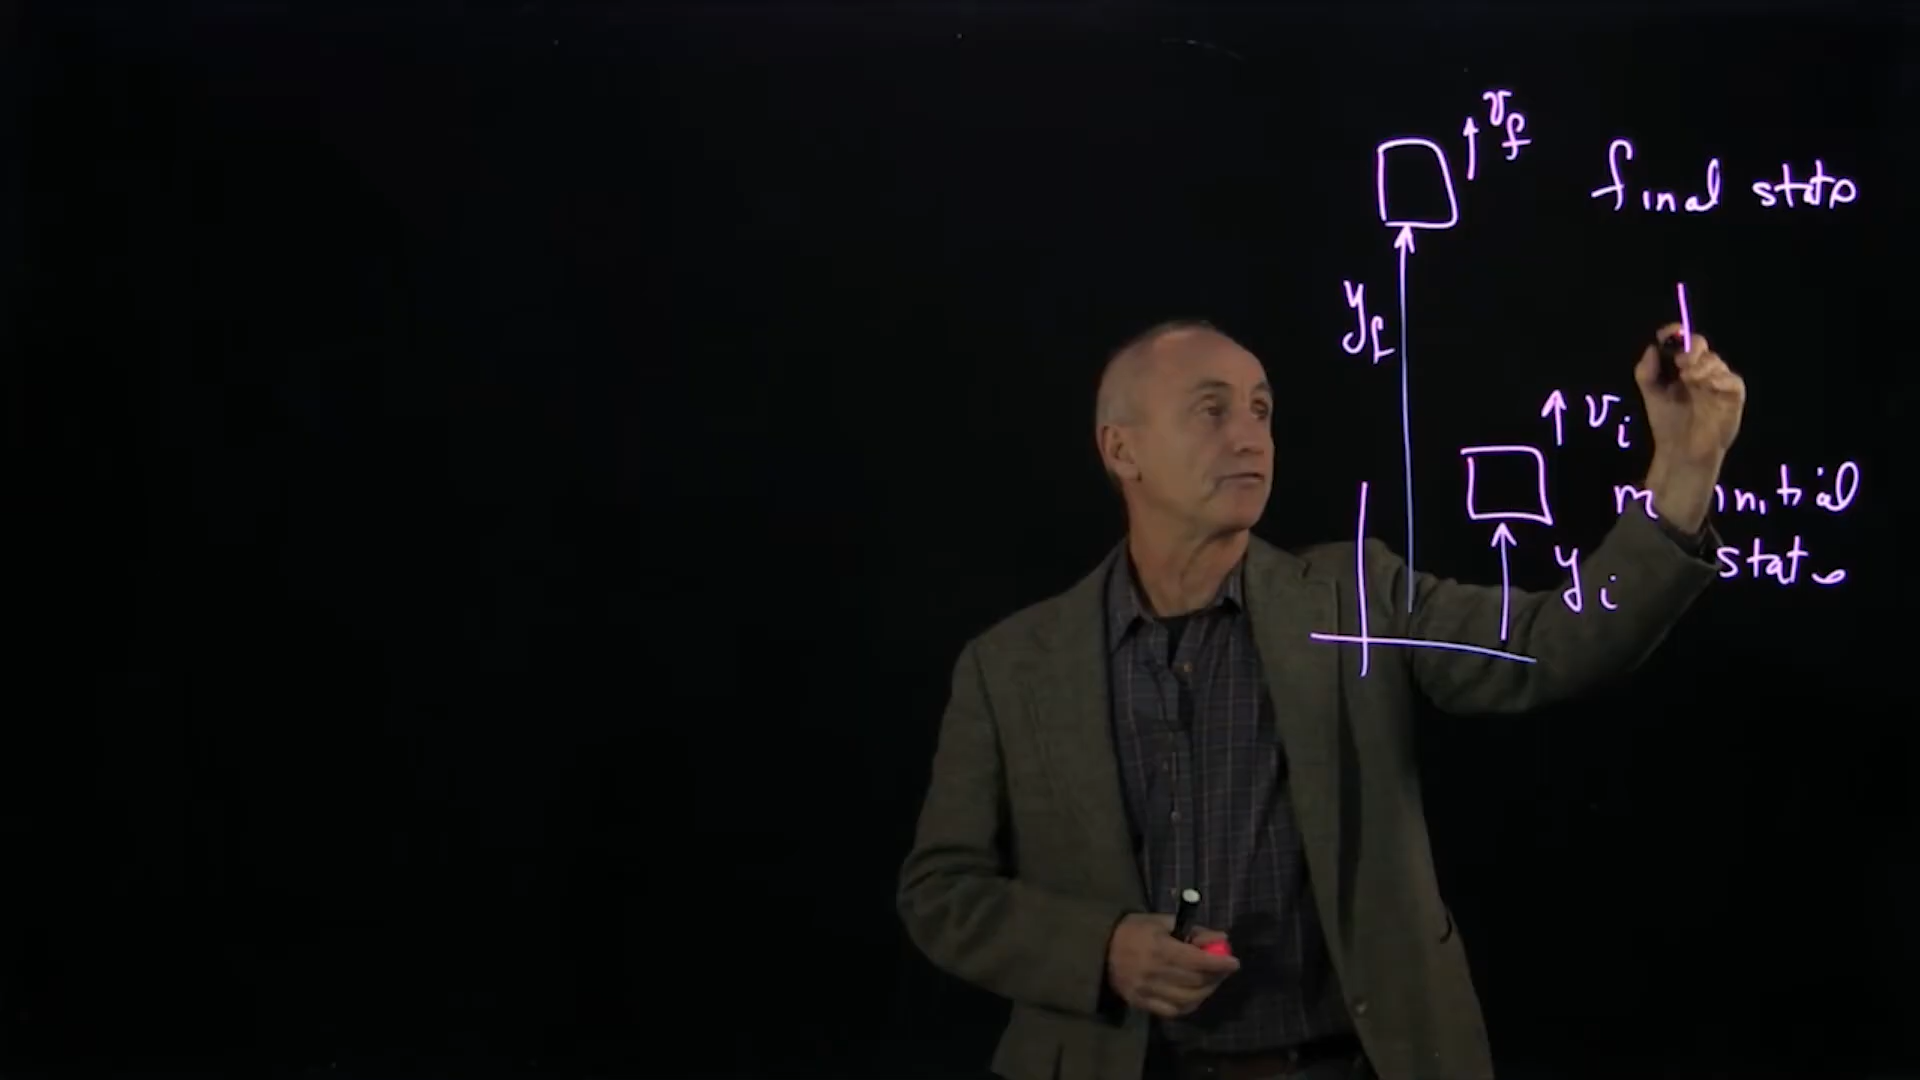 v_f
final state
y_f
v_i
m initial
y_i state